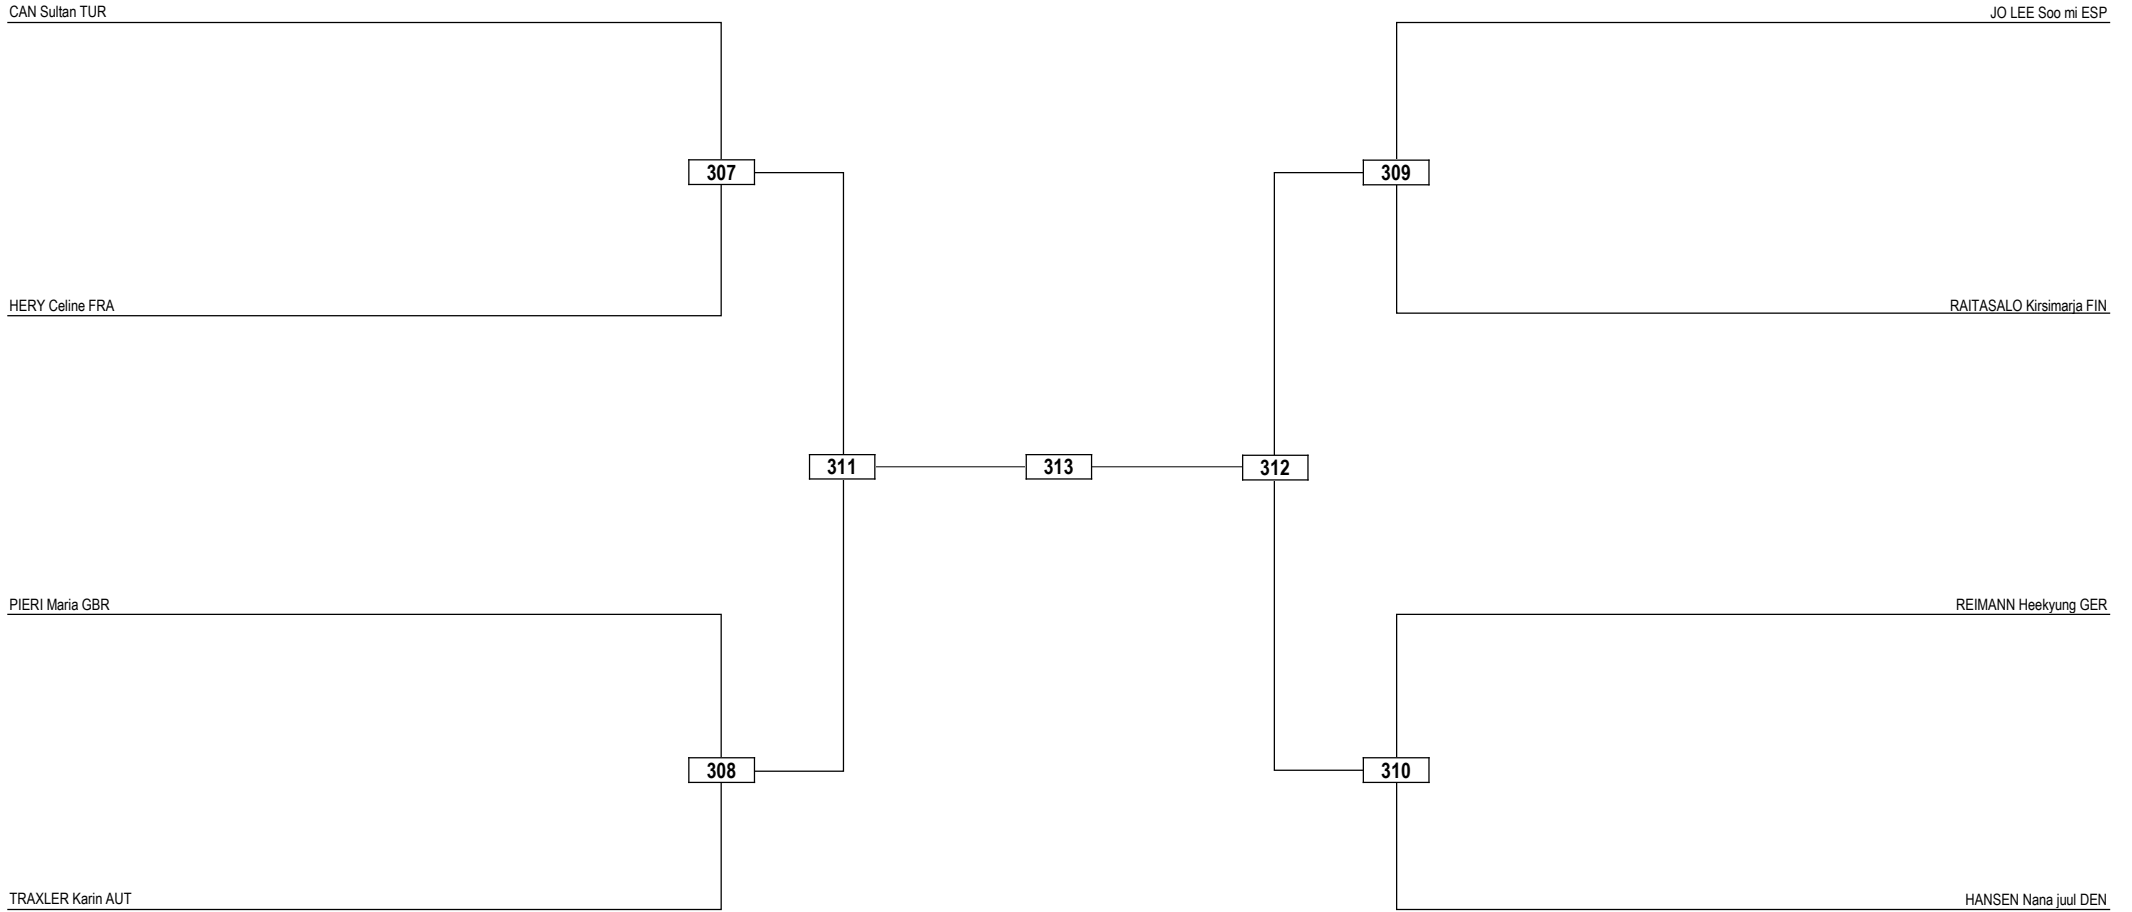 CAN Sultan TUR
JO LEE Soo mi ESP
307
309
HERY Celine FRA
RAITASALO Kirsimarja FIN
311
313
312
PIERI Maria GBR
REIMANN Heekyung GER
308
310
TRAXLER Karin AUT
HANSEN Nana juul DEN